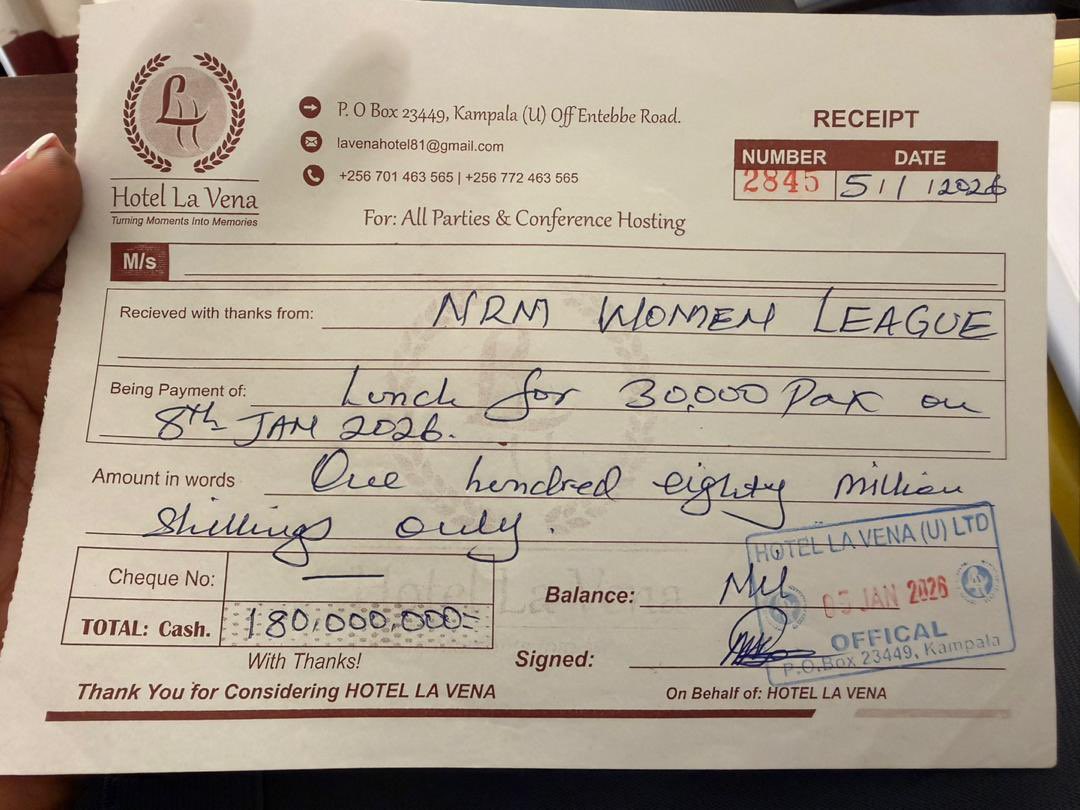 Hotel La Vena
Turning Moments Into Memories
P. O Box 23449, Kampala (U) Off Entebbe Road.
lavenahotel81@gmail.com
+256 701 463 565 | +256 772 463 565
For: All Parties & Conference Hosting
RECEIPT
NUMBER DATE
2845 5/1/2026
M/s
Recieved with thanks from: NRM WOMEN LEAGUE
Being Payment of: Lunch for 30,000 Pax on
8th JAN 2026.
Amount in words One hundred eighty million
shillings only.
Cheque No:
TOTAL: Cash. 180,000,000=
Balance: Nil
Signed:
HOTEL LA VENA (U) LTD
05 JAN 2026
OFFICAL
P.O.Box 23449, Kampala
With Thanks!
Thank You for Considering HOTEL LA VENA
On Behalf of: HOTEL LA VENA